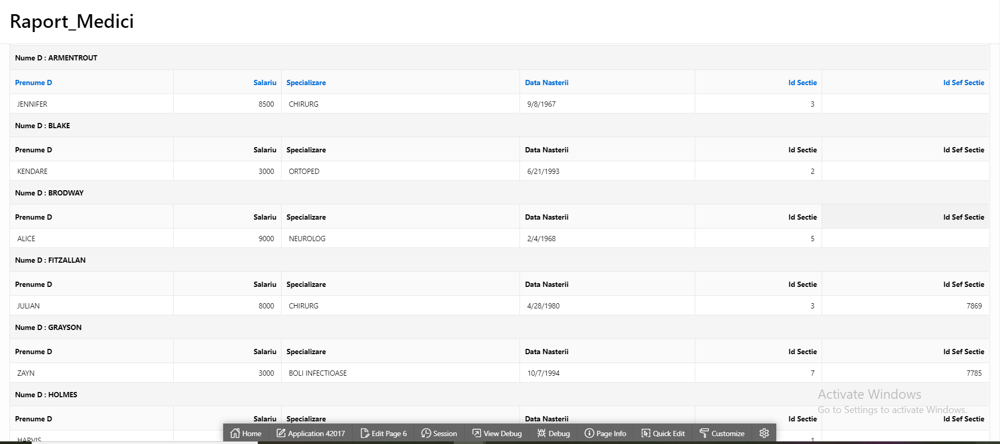 Raport_Medici
Nume D : ARMENTROUT
Prenume D Salariu Specializare Data Nasterii Id Sectie Id Sef Sectie
JENNIFER 8500 CHIRURG 9/8/1967 3
Nume D : BLAKE
Prenume D Salariu Specializare Data Nasterii Id Sectie Id Sef Sectie
KENDARE 3000 ORTOPED 6/21/1993 2
Nume D : BRODWAY
Prenume D Salariu Specializare Data Nasterii Id Sectie Id Sef Sectie
ALICE 9000 NEUROLOG 2/4/1968 5
Nume D : FITZALLAN
Prenume D Salariu Specializare Data Nasterii Id Sectie Id Sef Sectie
JULIAN 8000 CHIRURG 4/28/1980 3 7869
Nume D : GRAYSON
Prenume D Salariu Specializare Data Nasterii Id Sectie Id Sef Sectie
ZAYN 3000 BOLI INFECTIOASE 10/7/1994 7 7785
Nume D : HOLMES
Activate Windows
Go to Settings to activate Windows.
Prenume D Salariu Specializare Data Nasterii Id Sectie Id Sef Sectie
HARVIS 1
Home Application 42017 Edit Page 6 Session View Debug Debug Page Info Quick Edit Customize